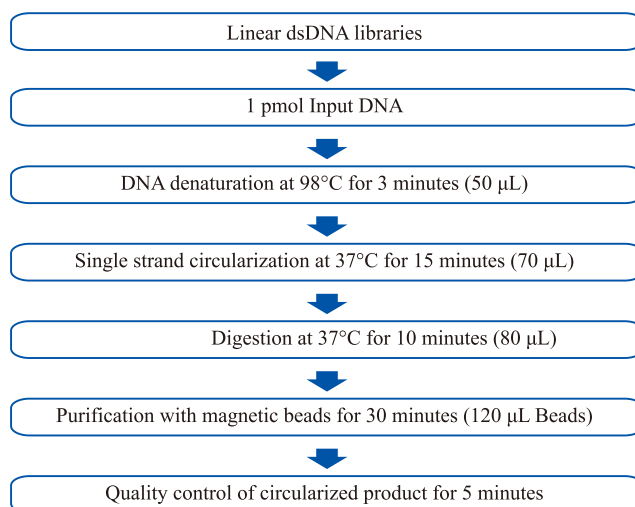 Linear dsDNA libraries
1 pmol Input DNA
DNA denaturation at 98°C for 3 minutes (50 μL)
Single strand circularization at 37°C for 15 minutes (70 μL)
Digestion at 37°C for 10 minutes (80 μL)
Purification with magnetic beads for 30 minutes (120 μL Beads)
Quality control of circularized product for 5 minutes